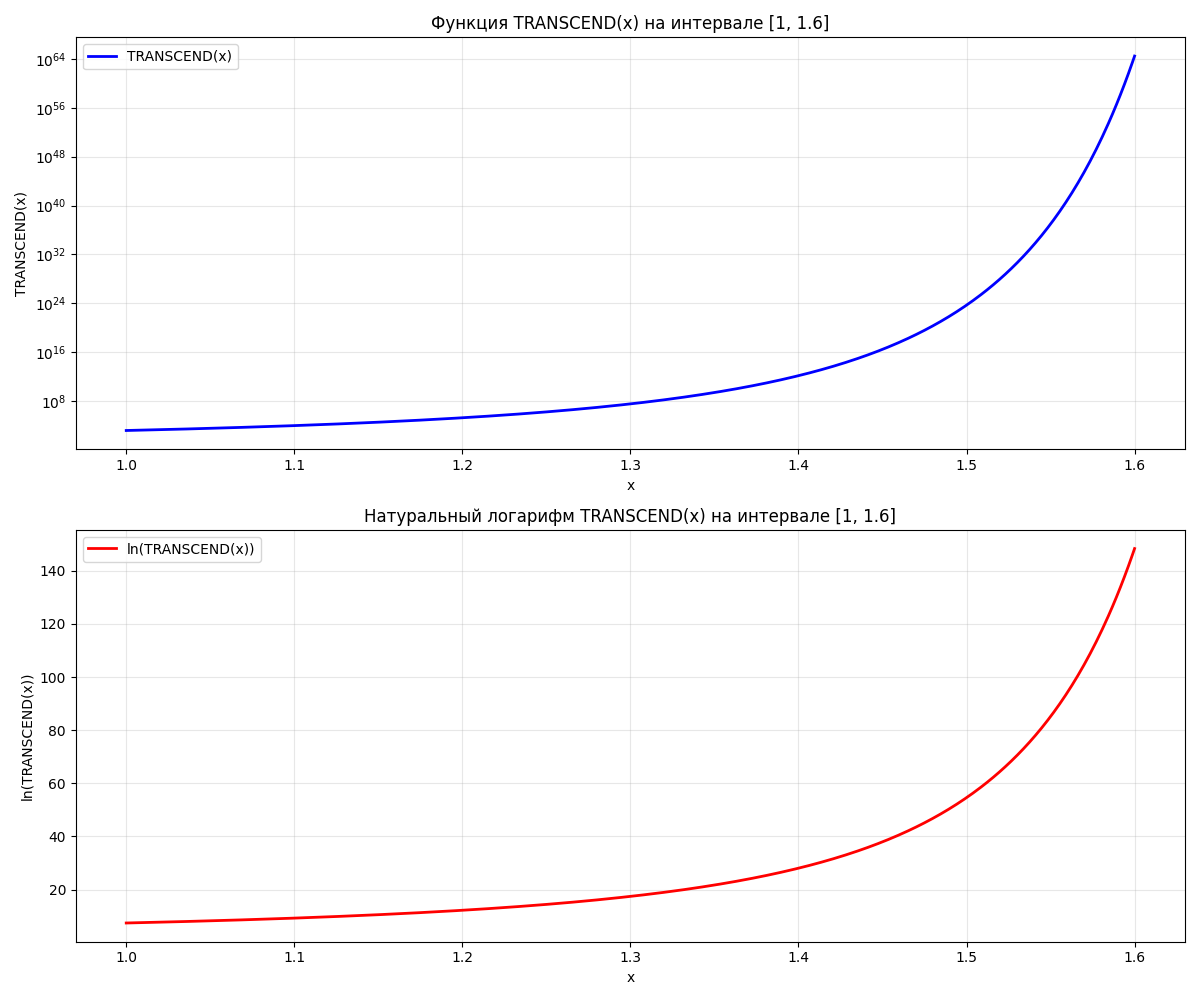 Функция TRANSCEND(x) на интервале [1, 1.6]
TRANSCEND(x)
TRANSCEND(x)
10^64
10^56
10^48
10^40
10^32
10^24
10^16
10^8
1.0 1.1 1.2 1.3 1.4 1.5 1.6
x
Натуральный логарифм TRANSCEND(x) на интервале [1, 1.6]
ln(TRANSCEND(x))
ln(TRANSCEND(x))
140
120
100
80
60
40
20
1.0 1.1 1.2 1.3 1.4 1.5 1.6
x